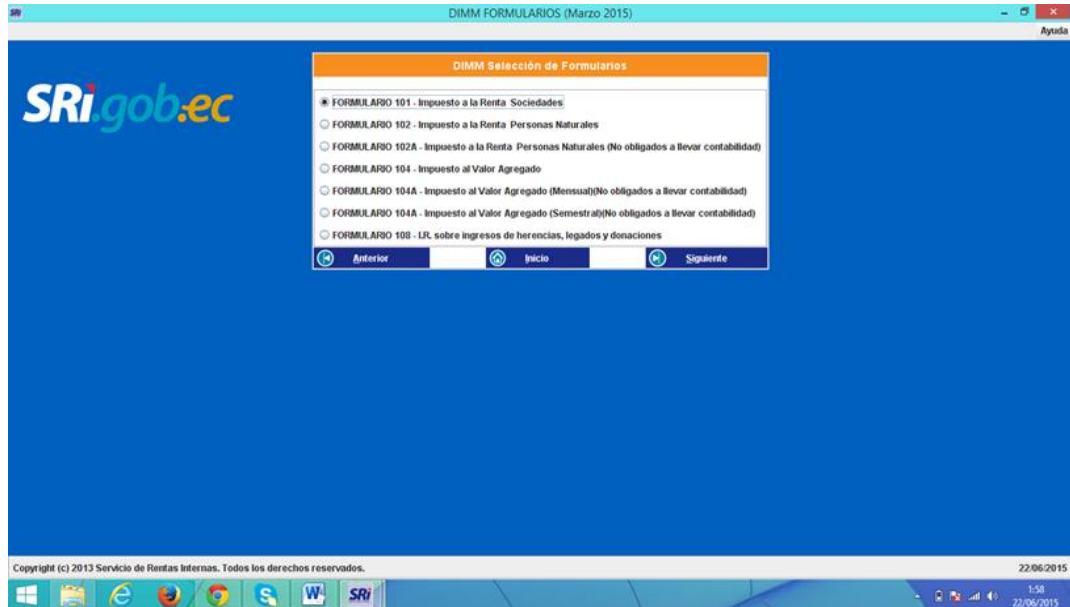 SRi
DIMM FORMULARIOS (Marzo 2015)
Ayuda
SRi.gob.ec
DIMM Selección de Formularios
FORMULARIO 101 - Impuesto a la Renta Sociedades
FORMULARIO 102 - Impuesto a la Renta Personas Naturales
FORMULARIO 102A - Impuesto a la Renta Personas Naturales (No obligados a llevar contabilidad)
FORMULARIO 104 - Impuesto al Valor Agregado
FORMULARIO 104A - Impuesto al Valor Agregado (Mensual)(No obligados a llevar contabilidad)
FORMULARIO 104A - Impuesto al Valor Agregado (Semestral)(No obligados a llevar contabilidad)
FORMULARIO 108 - I.R. sobre ingresos de herencias, legados y donaciones
Anterior Inicio Siguiente
Copyright (c) 2013 Servicio de Rentas Internas. Todos los derechos reservados. 22/06/2015
SRi
1:58
22/06/2015